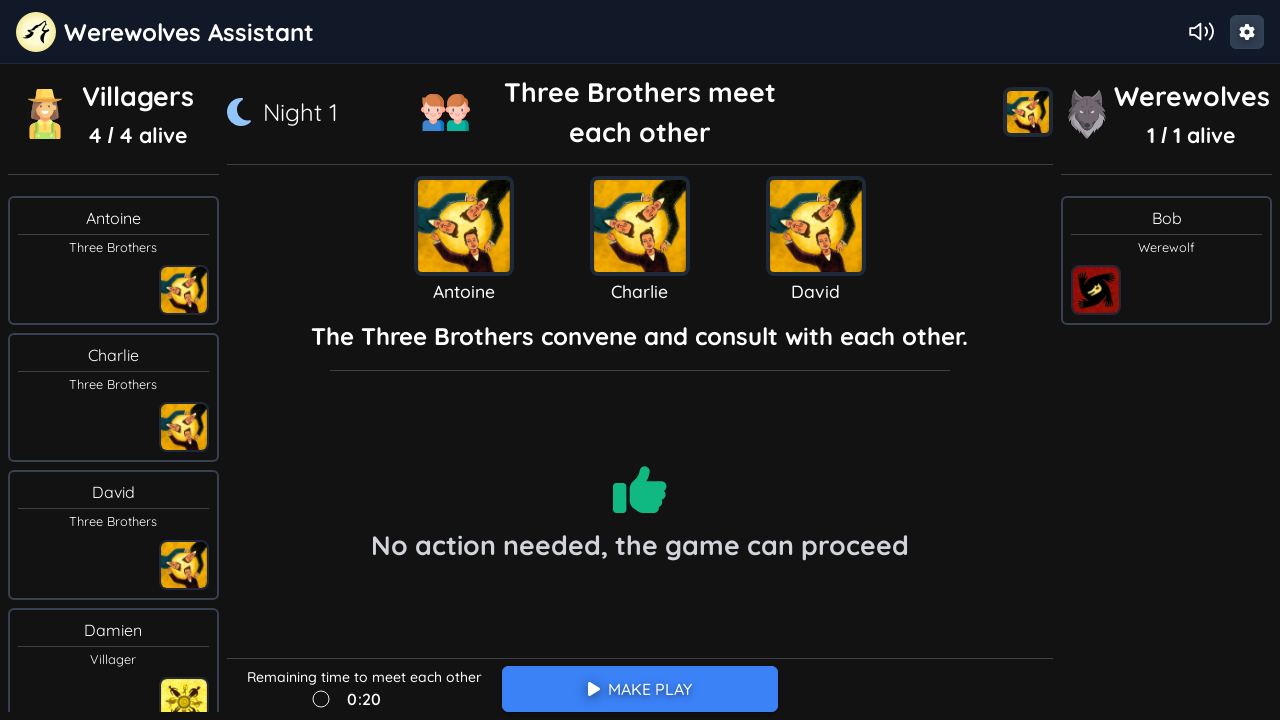 Werewolves Assistant
Villagers
4 / 4 alive
Night 1
Three Brothers meet
each other
Werewolves
1 / 1 alive
Antoine
Three Brothers
Charlie
Three Brothers
David
Three Brothers
Damien
Villager
Antoine
Charlie
David
The Three Brothers convene and consult with each other.
No action needed, the game can proceed
Remaining time to meet each other
0:20
MAKE PLAY
Bob
Werewolf